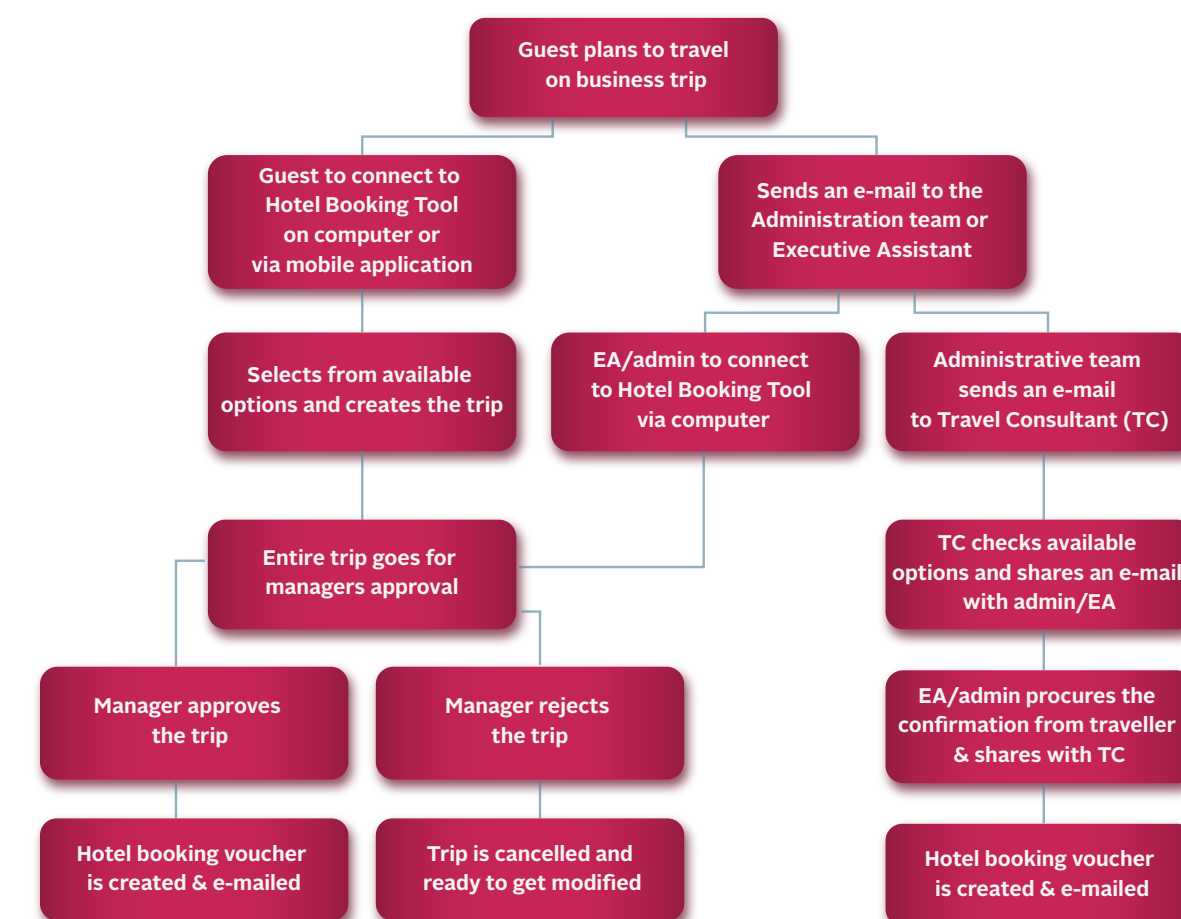 Guest plans to travel
on business trip
Guest to connect to
Hotel Booking Tool
on computer or
via mobile application
Sends an e-mail to the
Administration team or
Executive Assistant
Selects from available
options and creates the trip
EA/admin to connect
to Hotel Booking Tool
via computer
Administrative team
sends an e-mail
to Travel Consultant (TC)
Entire trip goes for
managers approval
TC checks available
options and shares an e-mail
with admin/EA
Manager approves
the trip
Manager rejects
the trip
EA/admin procures the
confirmation from traveller
& shares with TC
Hotel booking voucher
is created & e-mailed
Trip is cancelled and
ready to get modified
Hotel booking voucher
is created & e-mailed